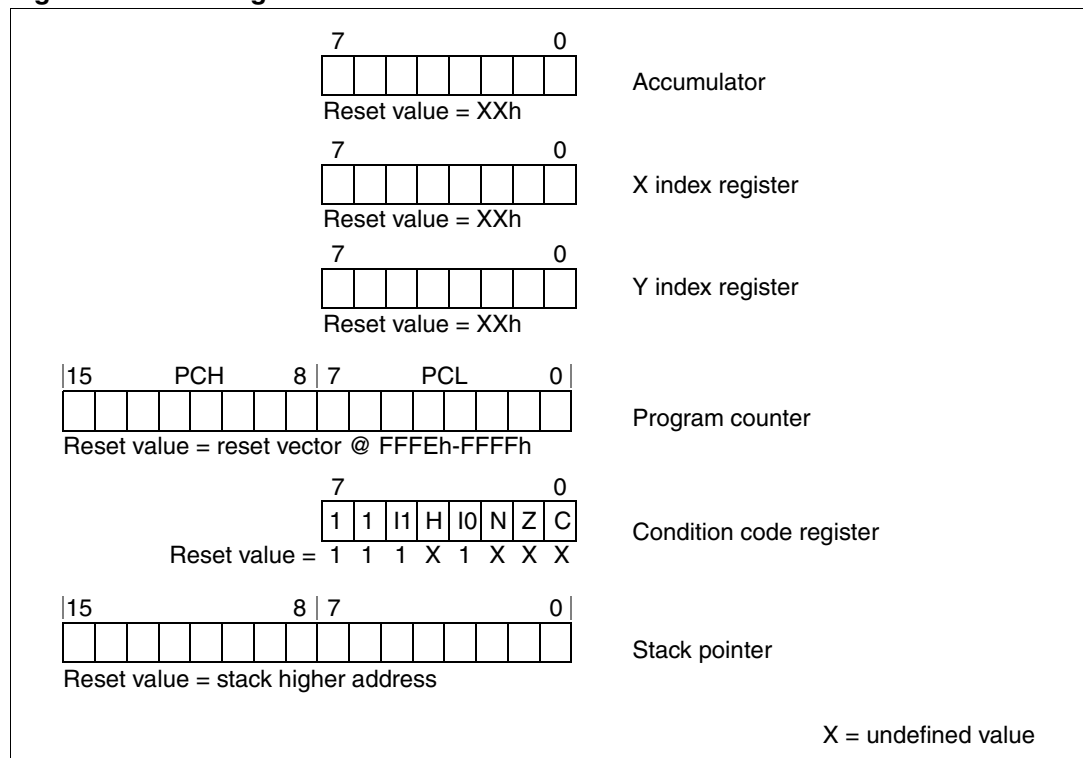 7 0
Accumulator
Reset value = XXh
7 0
X index register
Reset value = XXh
7 0
Y index register
Reset value = XXh
15 PCH 8 7 PCL 0
Program counter
Reset value = reset vector @ FFFEh-FFFFh
7 0
1 1 I1 H I0 N Z C
Condition code register
Reset value = 1 1 1 X 1 X X X
15 8 7 0
Stack pointer
Reset value = stack higher address
X = undefined value